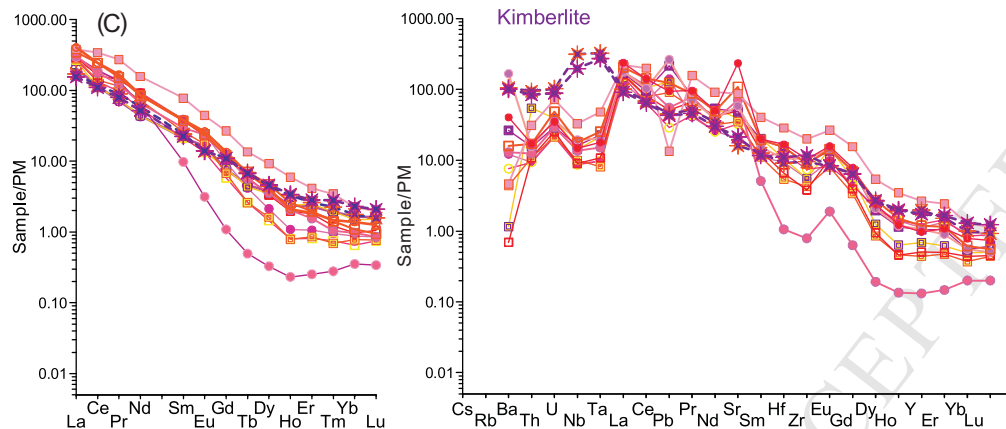 (C)
Kimberlite
1000.00
100.00
10.00
1.00
0.10
0.01
Sample/PM
La Ce Pr Nd Sm Eu Gd Tb Dy Ho Er Tm Yb Lu
1000.00
100.00
10.00
1.00
0.10
0.01
Sample/PM
Cs Rb Ba Th U Nb Ta La Ce Pb Pr Nd Sr Sm Hf Zr Eu Gd Dy Ho Y Er Yb Lu
CEPTE